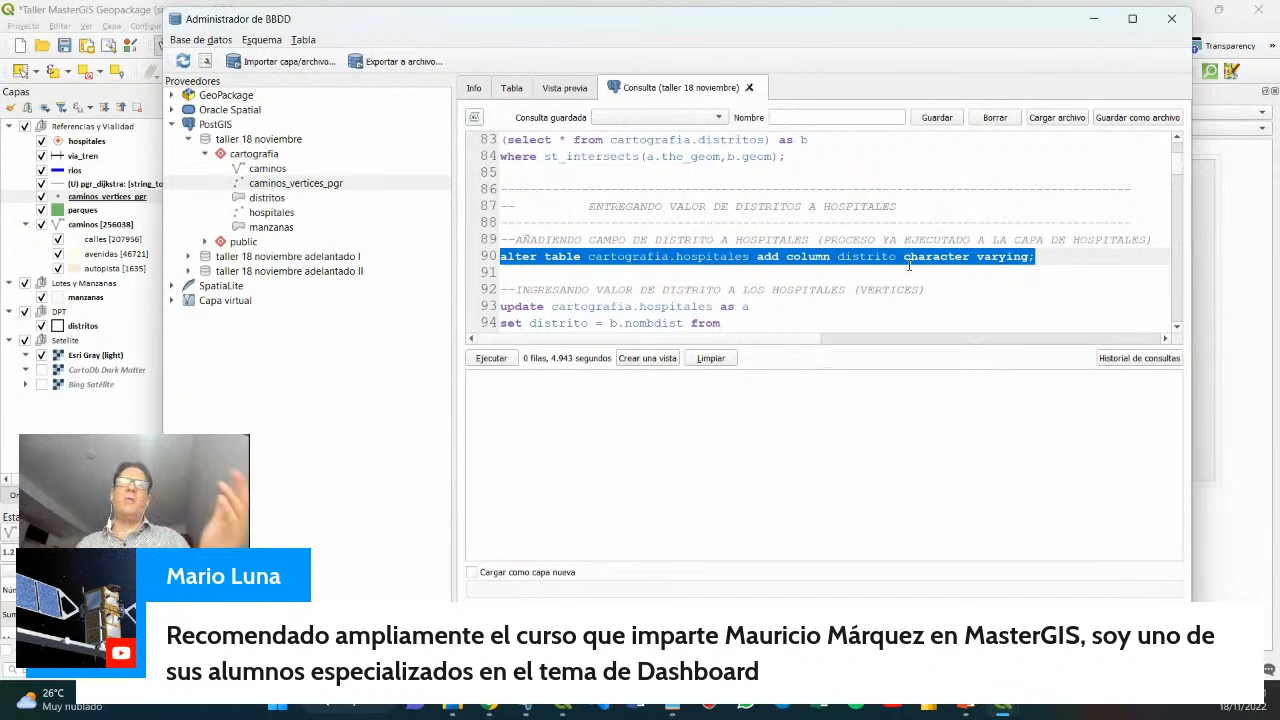 *Taller MasterGIS *QGIS
Administrador de BBDD
Proyecto
Base de datos Esquema Tabla
Transparency
Importar capa/archivo... Exportar a archivo...
Capas
Proveedores
GeoPackage
Oracle Spatial
PostGIS
taller 18 noviembre
cartografia
caminos
caminos_vertices_pgr
distritos
hospitales
manzanas
public
taller 18 noviembre adelantado I
taller 18 noviembre adelantado II
SpatiaLite
Capa virtual
Referencias y Vialidad
hospitales
via_tren
rios
(U) pgr_dijkstra: [string_to
caminos_vertices_pgr
parques
caminos [256038]
calles [207956]
avenidas [46721]
autopista [1635]
Lotes y Manzanas
manzanas
DPT
distritos
Setelite
Esri Gray (light)
CartoDb Dark Matter
Bing Satélite
Info Tabla Vista previa Consulta (taller 18 noviembre)
Consulta guardada Nombre Guardar Borrar Cargar archivo Guardar como archivo
83 (select * from cartografia.distritos) as b
84 where st_intersects(a.the_geom,b.geom);
85
86 --------------------------------------------------------------------------------------
87 -- ENTREGANDO VALOR DE DISTRITOS A HOSPITALES
88 --------------------------------------------------------------------------------------
89 --AÑADIENDO CAMPO DE DISTRITO A HOSPITALES (PROCESO YA EJECUTADO A LA CAPA DE HOSPITALES)
90 alter table cartografia.hospitales add column distrito character varying;
91
92 --INGRESANDO VALOR DE DISTRITO A LOS HOSPITALES (VERTICES)
93 update cartografia.hospitales as a
94 set distrito = b.nombdist from
Ejecutar 0 filas, 4.943 segundos Crear una vista Limpiar Historial de consultas
Cargar como capa nueva
Mario Luna
Recomendado ampliamente el curso que imparte Mauricio Márquez en MasterGIS, soy uno de
sus alumnos especializados en el tema de Dashboard
26°C
Muy nublado
18/11/2022